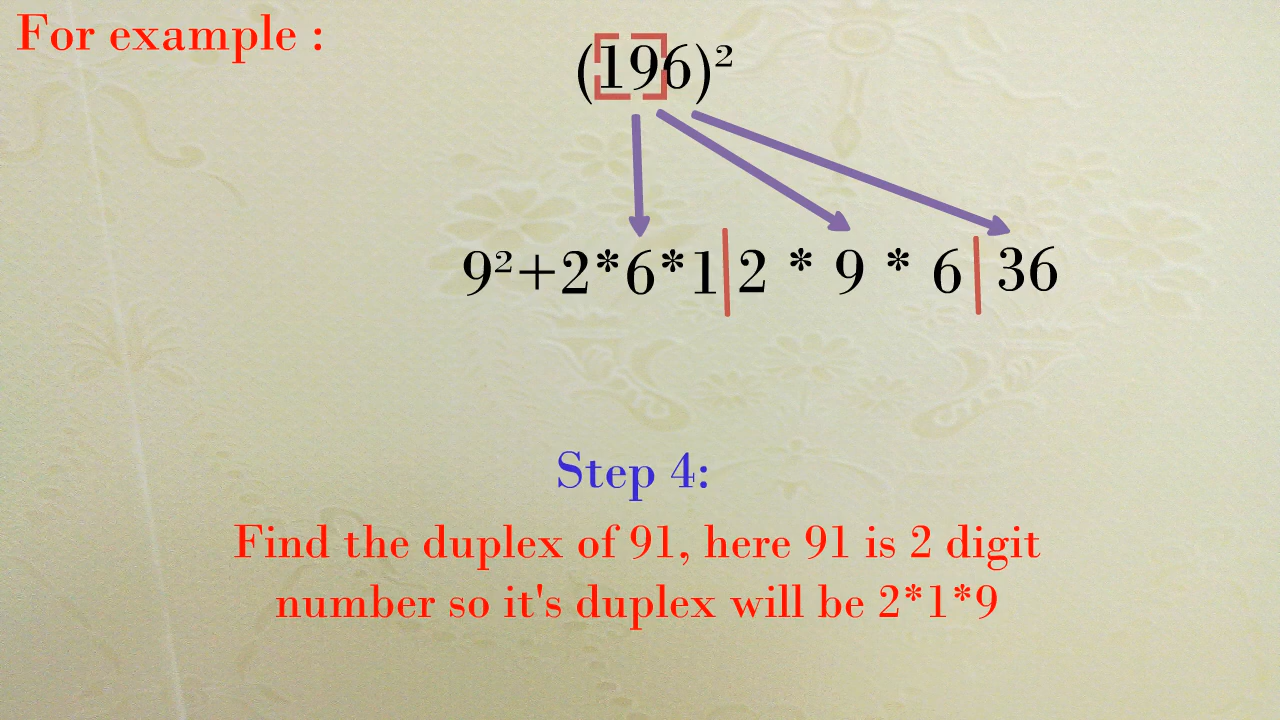 For example :
(196)²
9²+2*6*1|2 * 9 * 6|36
Step 4:
Find the duplex of 91, here 91 is 2 digit
number so it's duplex will be 2*1*9